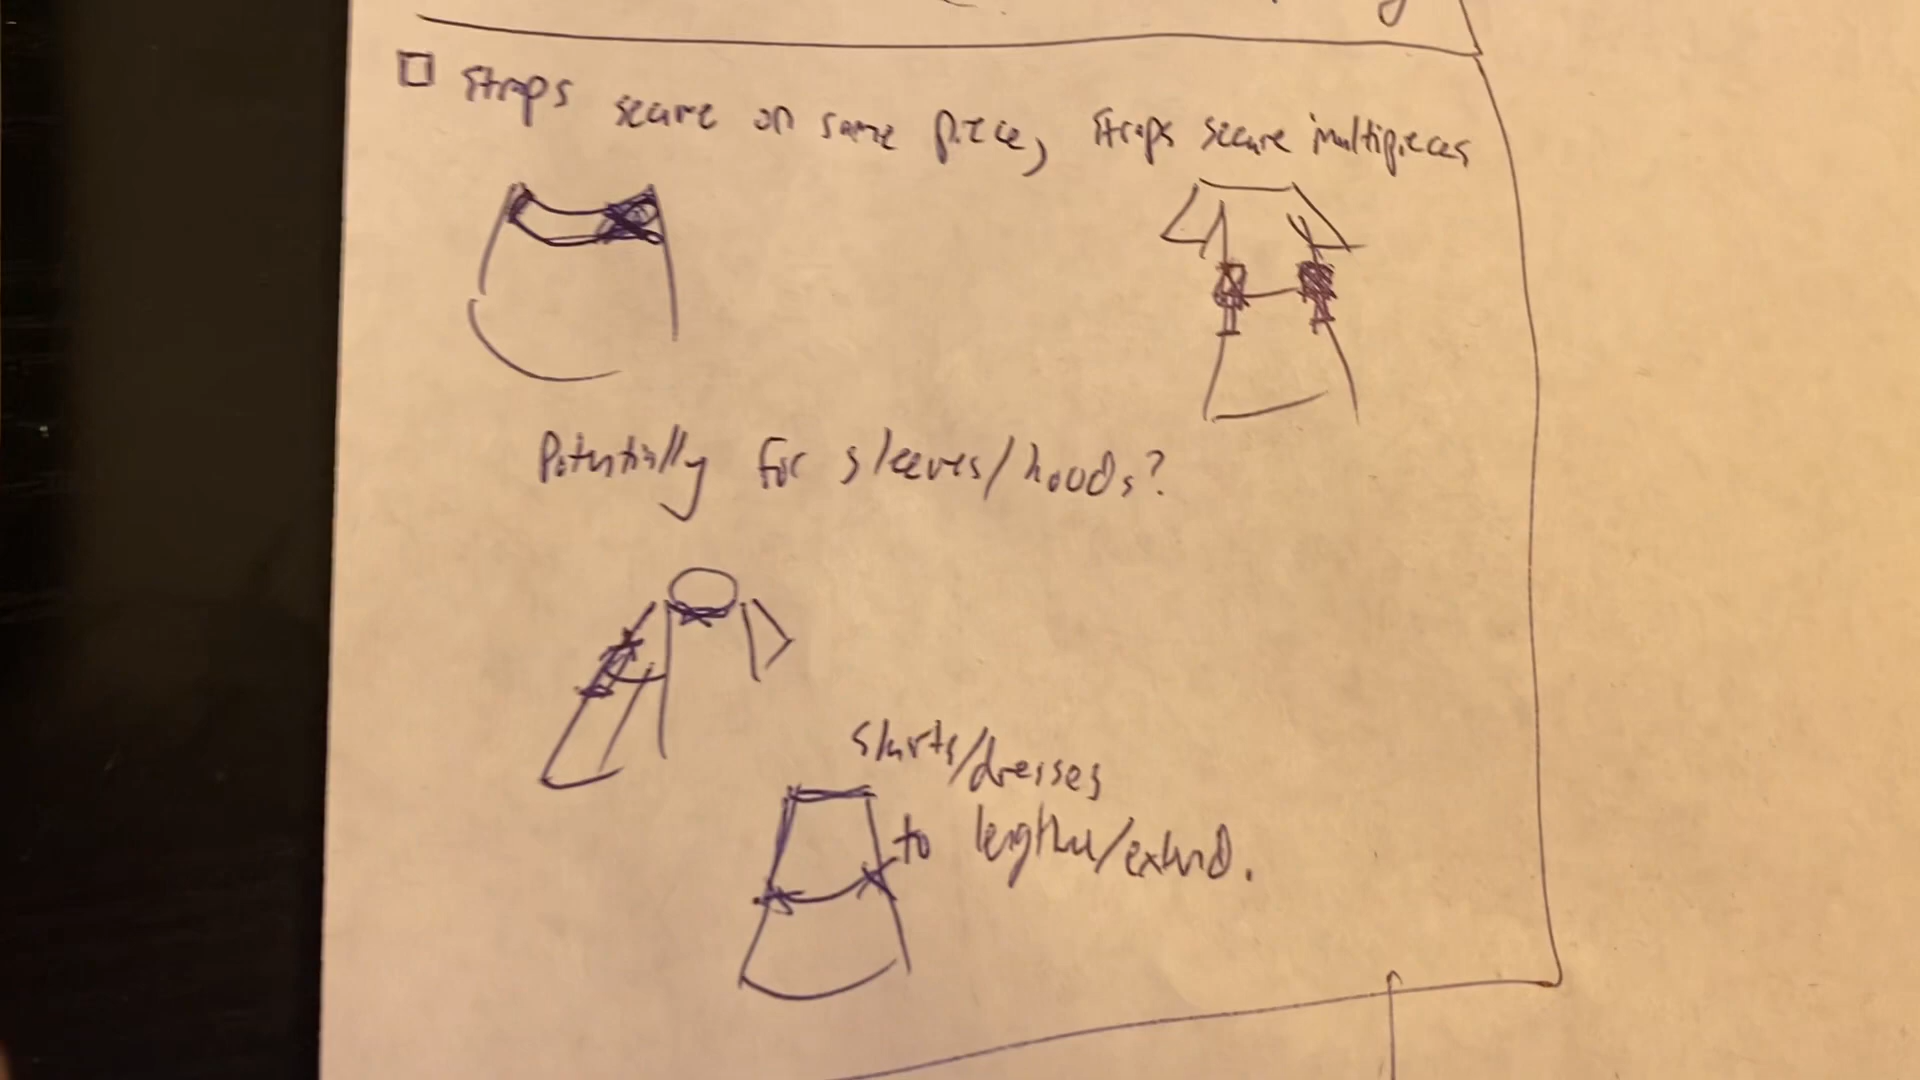 Straps secure on same piece, straps secure multipieces
Potentially for sleeves/hoods?
skirts/dresses
to lengthen/extend.